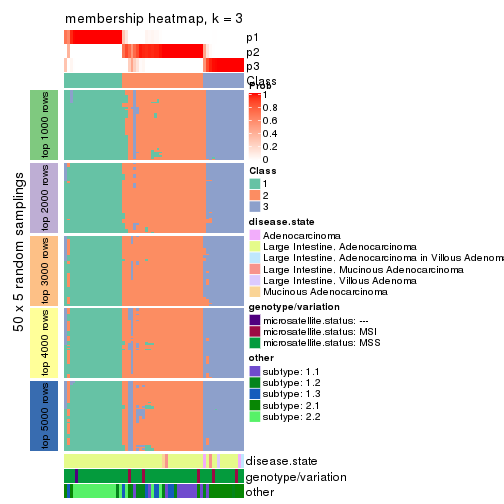 membership heatmap, k = 3
p1
p2
p3
Class
Prob
1
0.8
0.6
0.4
0.2
0
Class
1
2
3
disease.state
Adenocarcinoma
Large Intestine. Adenocarcinoma
Large Intestine. Adenocarcinoma in Villous Adenom
Large Intestine. Mucinous Adenocarcinoma
Large Intestine. Villous Adenoma
Mucinous Adenocarcinoma
genotype/variation
microsatellite.status: ---
microsatellite.status: MSI
microsatellite.status: MSS
other
subtype: 1.1
subtype: 1.2
subtype: 1.3
subtype: 2.1
subtype: 2.2
50 x 5 random samplings
top 1000 rows
top 2000 rows
top 3000 rows
top 4000 rows
top 5000 rows
disease.state
genotype/variation
other